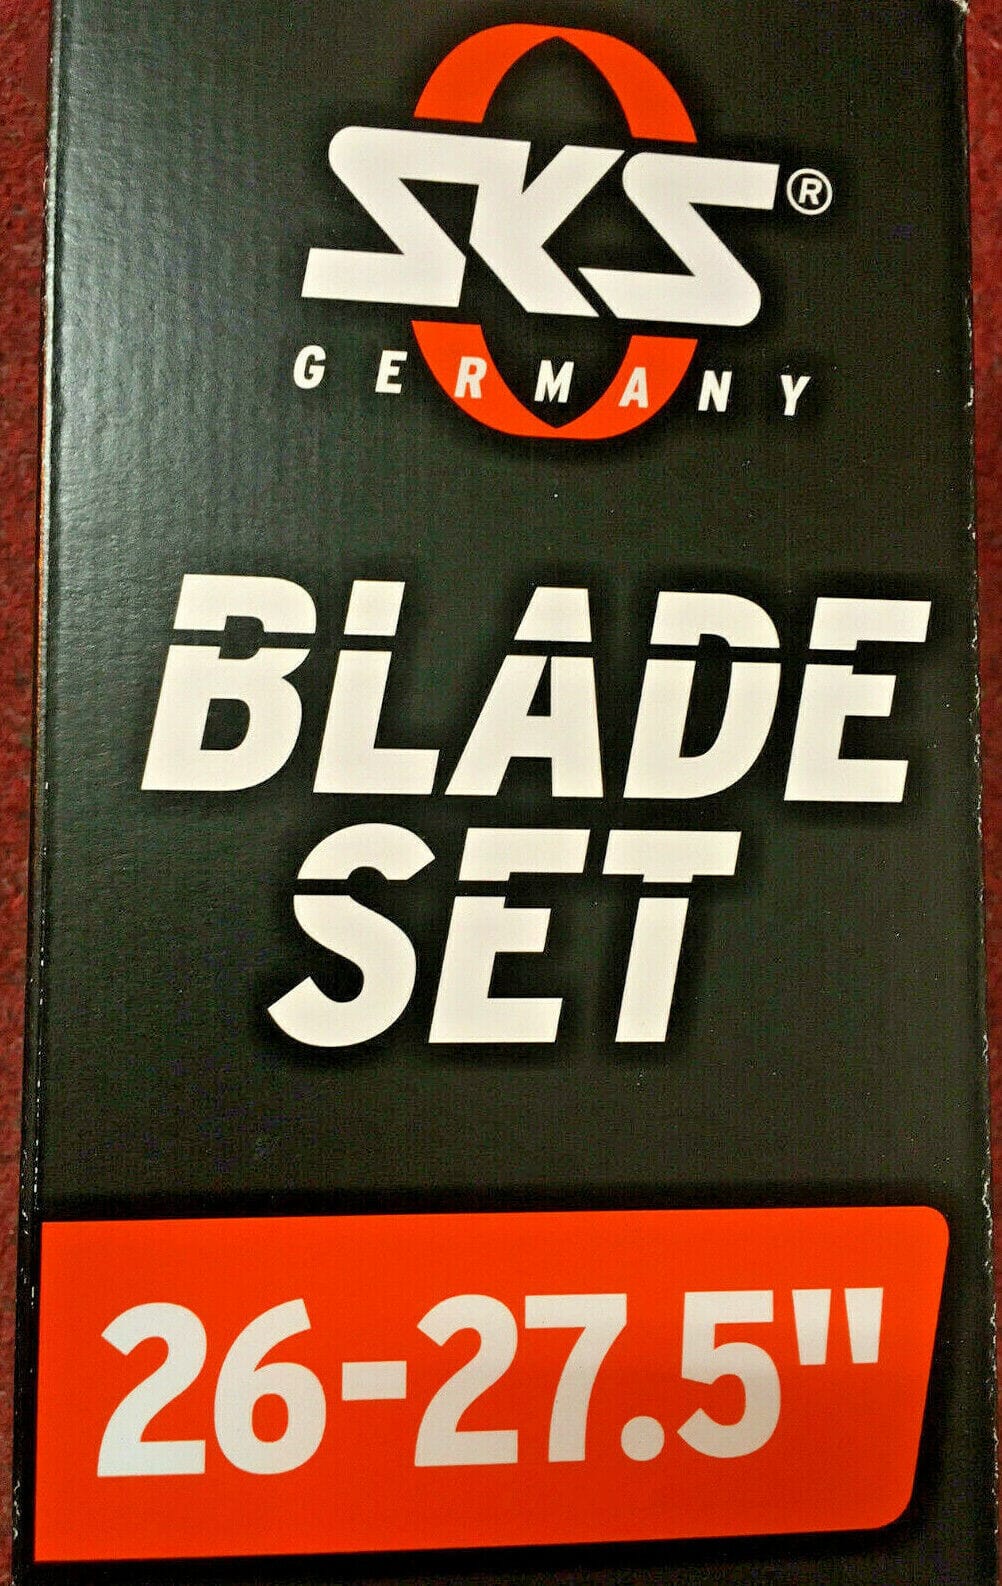 SKS®
GERMANY
BLADE
SET
26-27.5"